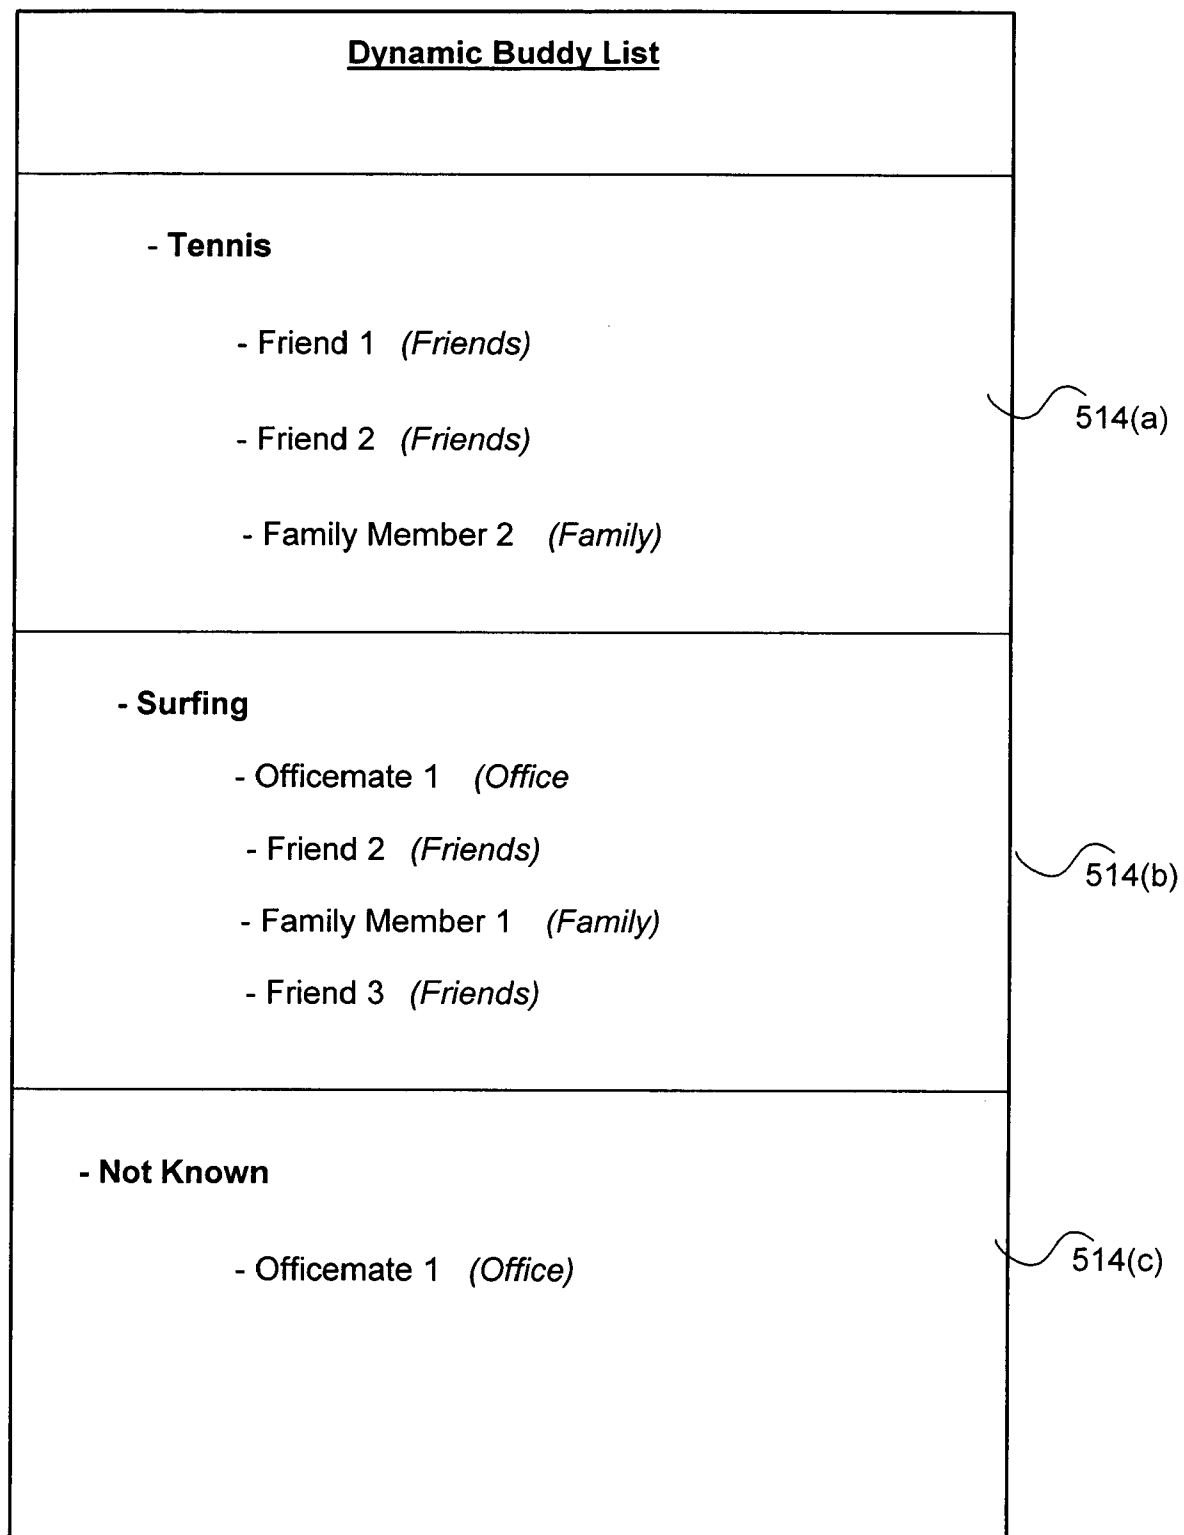 Dynamic Buddy List
- Tennis
- Friend 1 (Friends)
- Friend 2 (Friends)
- Family Member 2 (Family)
514(a)
- Surfing
- Officemate 1 (Office
- Friend 2 (Friends)
- Family Member 1 (Family)
- Friend 3 (Friends)
514(b)
- Not Known
- Officemate 1 (Office)
514(c)